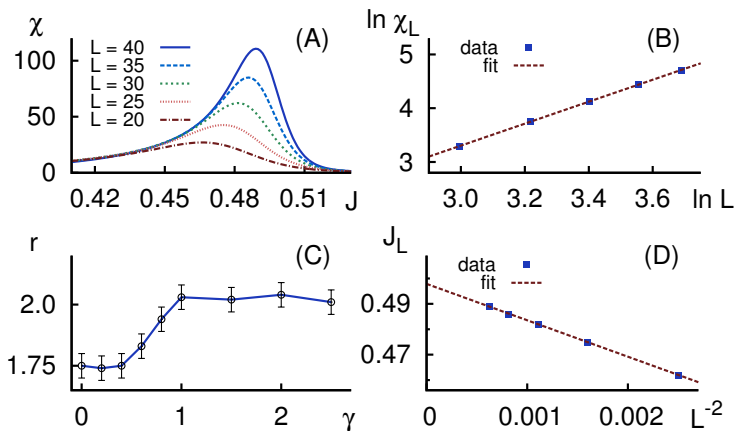 χ
(A)
L = 40
L = 35
L = 30
L = 25
L = 20
100
50
0
0.42
0.45
0.48
0.51
J
ln χL
(B)
data
fit
5
4
3
3.0
3.2
3.4
3.6
ln L
r
(C)
2.0
1.75
0
1
2
γ
JL
(D)
data
fit
0.49
0.47
0
0.001
0.002
L-2